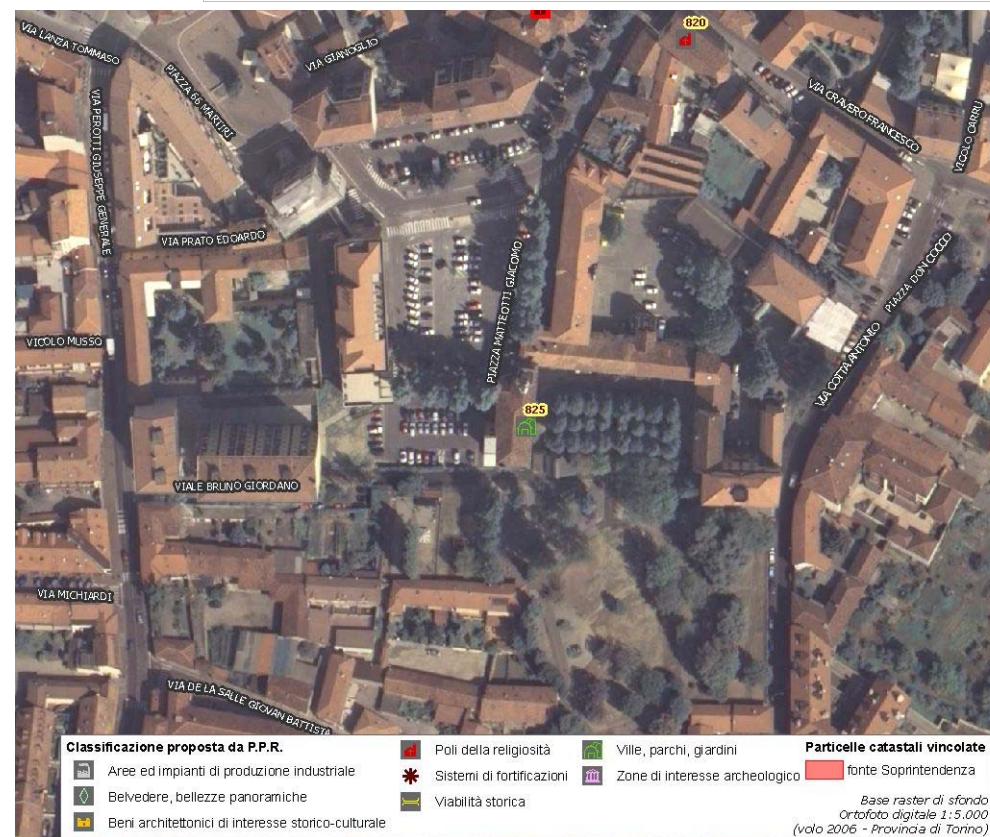 820
VIA LANZA TOMMASO
VIA GIANOGLIO
PIAZZA 66 MARTIRI
VIA PEROTTI GIUSEPPE GENERALE
VIA CRAVERO FRANCESCO
VICOLO CARRU
VIA PRATO EDOARDO
PIAZZA MATTEOTTI GIACOMO
PIAZZA DON COCCO
VICOLO MUSSO
VIA COTTA ANTONIO
825
VIALE BRUNO GIORDANO
VIA MICHIARDI
VIA DE LA SALLE GIOVAN BATTISTA
Classificazione proposta da P.P.R.
Aree ed impianti di produzione industriale
Belvedere, bellezze panoramiche
Beni architettonici di interesse storico-culturale
Poli della religiosità
Sistemi di fortificazioni
Viabilità storica
Ville, parchi, giardini
Zone di interesse archeologico
Particelle catastali vincolate
fonte Soprintendenza
Base raster di sfondo
Ortofoto digitale 1:5.000
(volo 2006 - Provincia di Torino)